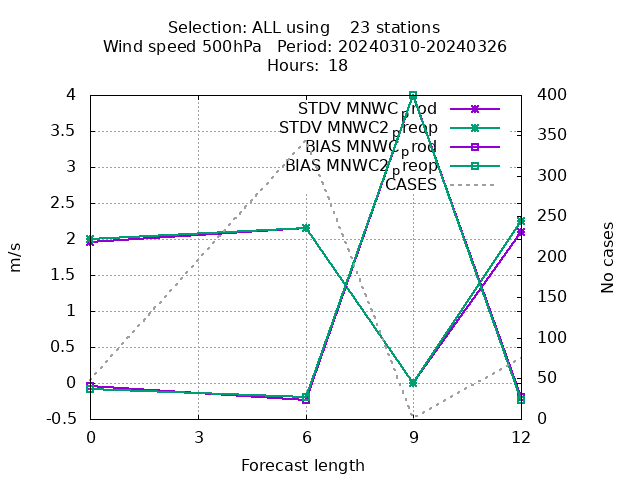 Selection: ALL using    23 stations
Wind speed 500hPa   Period: 20240310-20240326
Hours: 18
STDV MNWC_prod
STDV MNWC2_preop
BIAS MNWC_prod
BIAS MNWC2_preop
CASES
4
3.5
3
2.5
2
1.5
1
0.5
0
-0.5
400
350
300
250
200
150
100
50
0
m/s
No cases
0 3 6 9 12
Forecast length